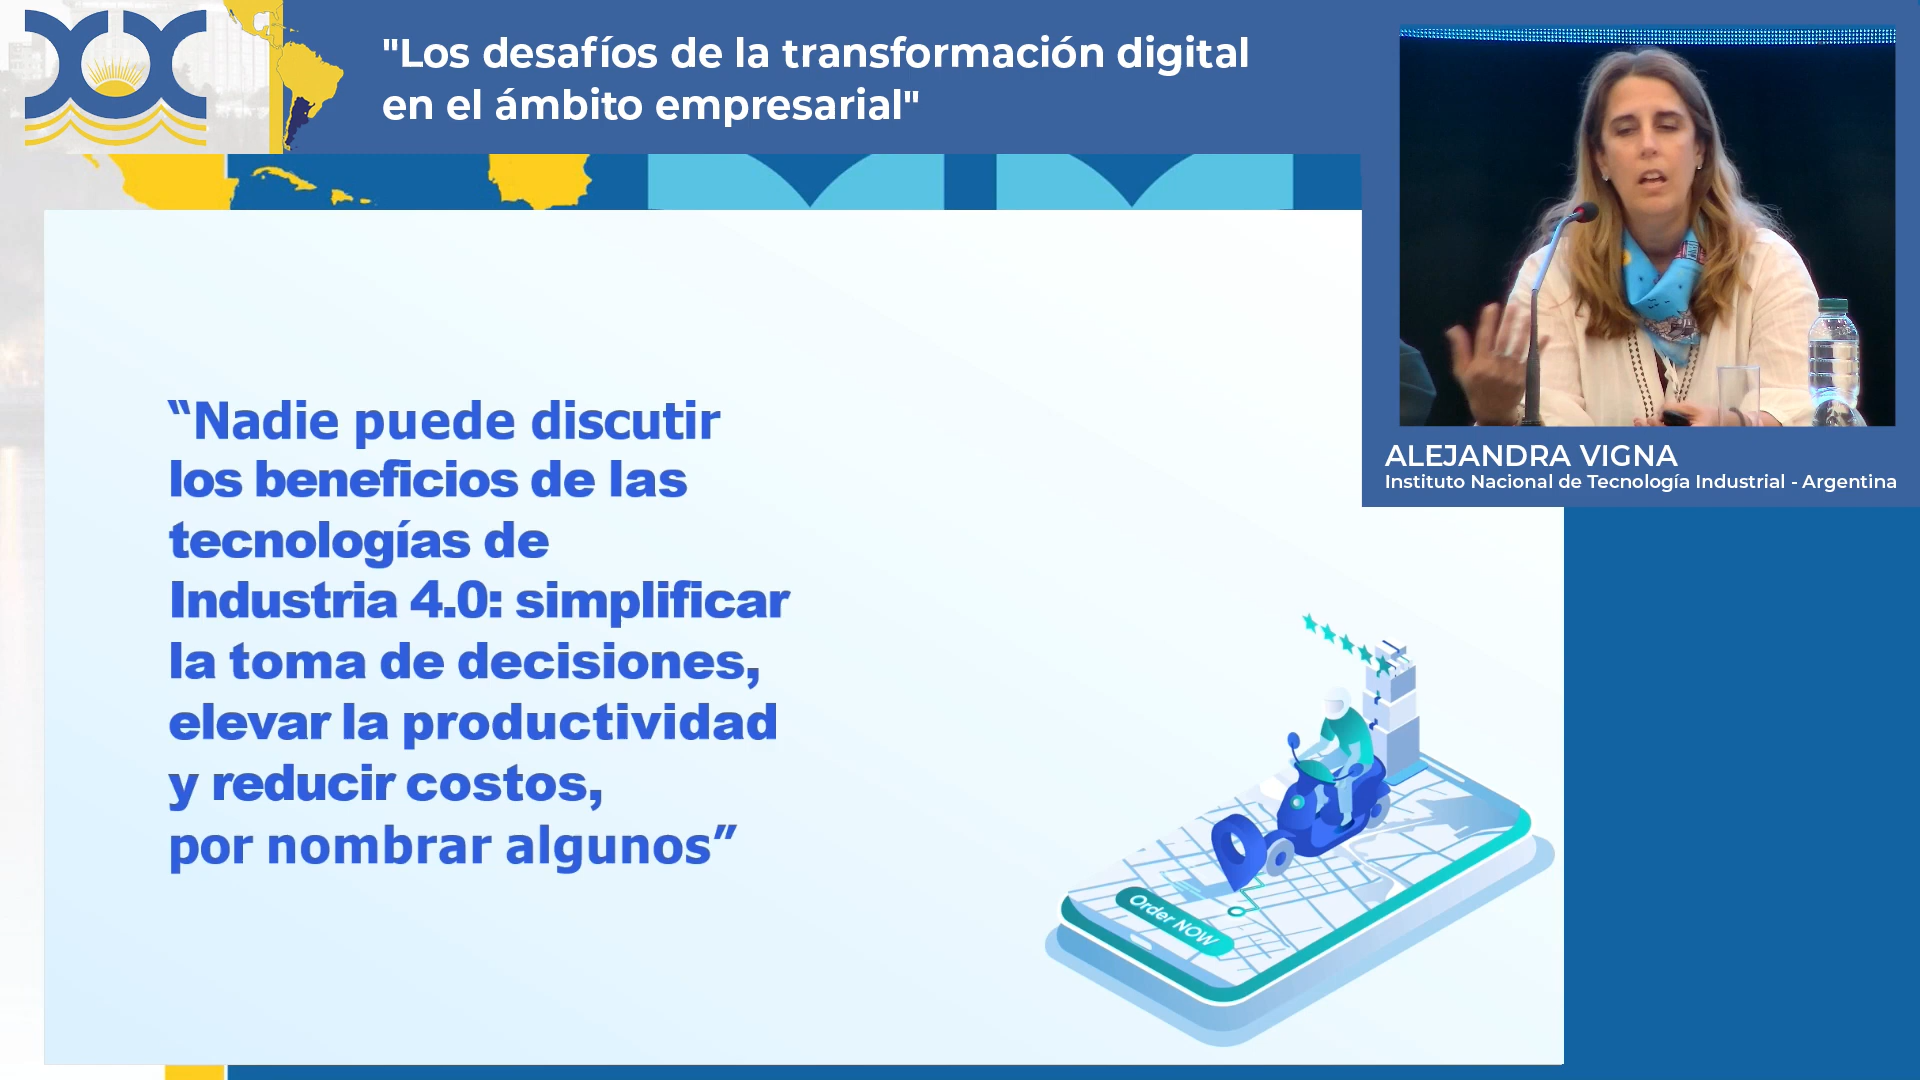 "Los desafíos de la transformación digital
en el ámbito empresarial"
ALEJANDRA VIGNA
Instituto Nacional de Tecnología Industrial - Argentina
“Nadie puede discutir
los beneficios de las
tecnologías de
Industria 4.0: simplificar
la toma de decisiones,
elevar la productividad
y reducir costos,
por nombrar algunos”
Order NOW